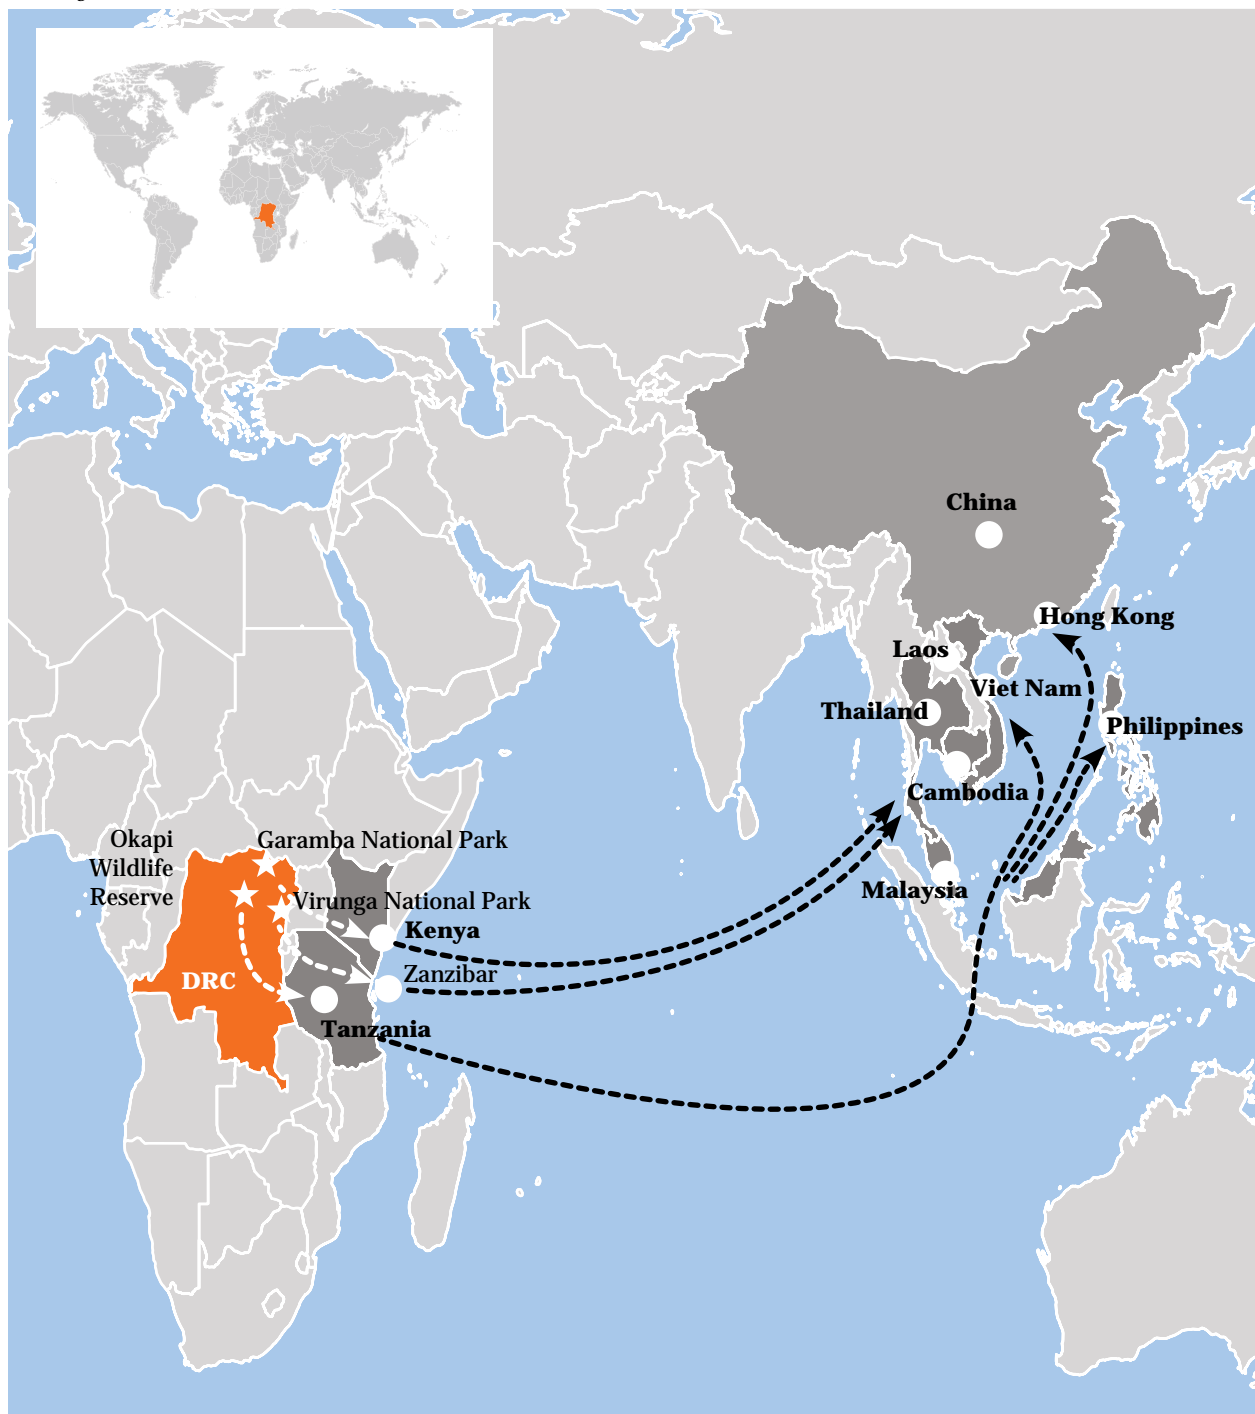 China
Hong Kong
Laos
Viet Nam
Thailand
Philippines
Cambodia
Okapi
Wildlife
Reserve
Garamba National Park
Malaysia
Virunga National Park
Kenya
DRC
Zanzibar
Tanzania